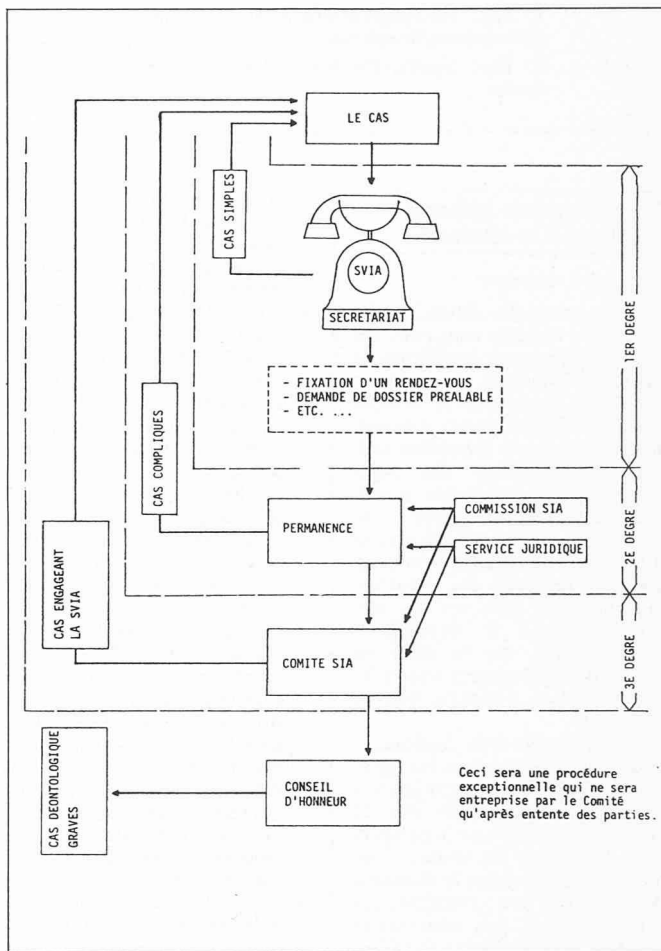 LE CAS
CAS SIMPLES
SVIA
SECRETARIAT
1ER DEGRE
- FIXATION D'UN RENDEZ-VOUS
- DEMANDE DE DOSSIER PREALABLE
- ETC. ...
CAS COMPLIQUES
PERMANENCE
COMMISSION SIA
SERVICE JURIDIQUE
2E DEGRE
CAS ENGAGEANT
LA SVIA
COMITE SIA
3E DEGRE
CAS DEONTOLOGIQUE
GRAVES
CONSEIL
D'HONNEUR
Ceci sera une procédure
exceptionnelle qui ne sera
entreprise par le Comité
qu'après entente des parties.